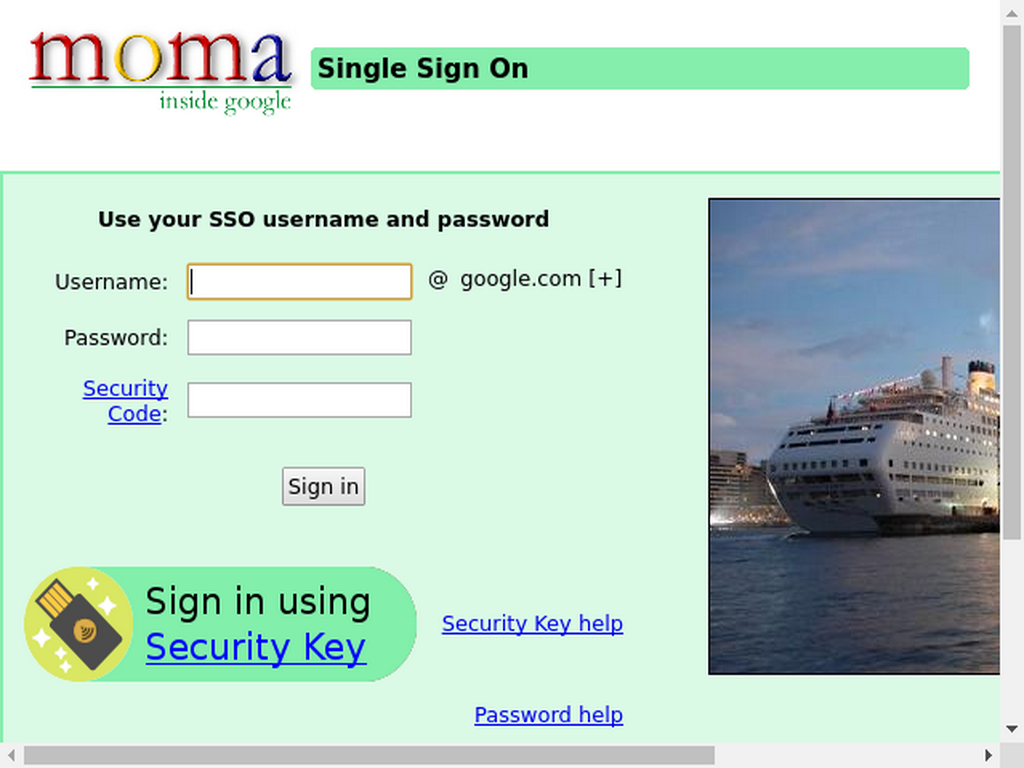 moma
inside google
Single Sign On
Use your SSO username and password
Username:
@ google.com [+]
Password:
Security
Code:
Sign in
Sign in using
Security Key
Security Key help
Password help